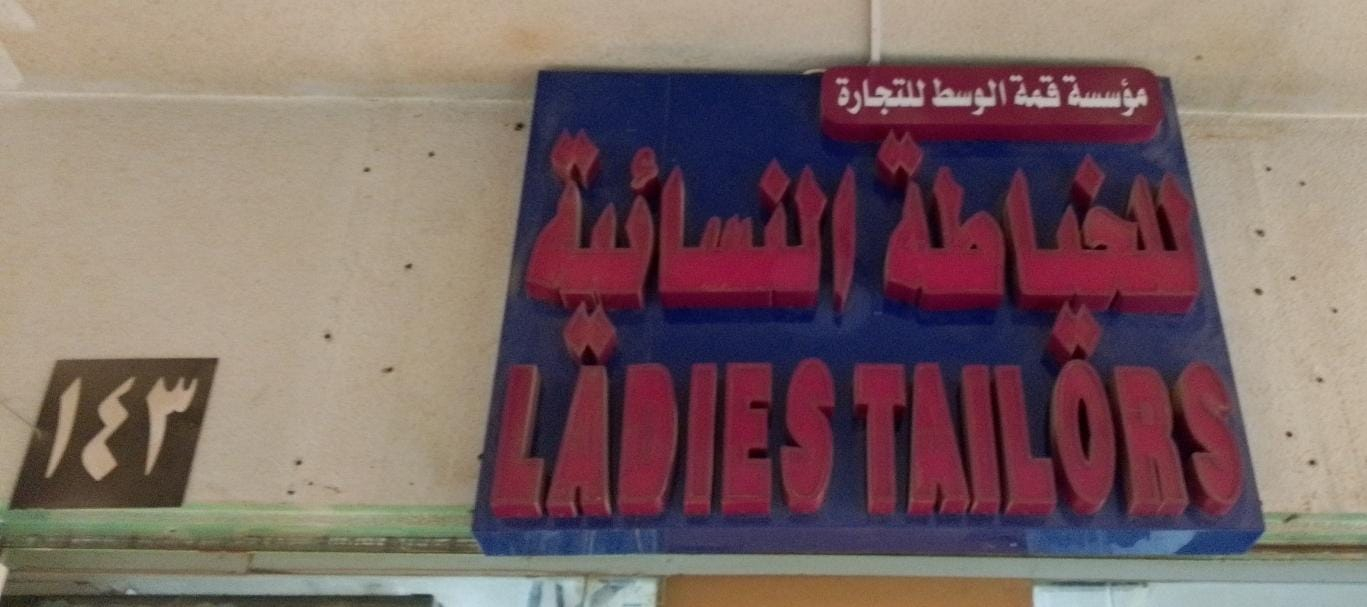 مؤسسة قمة الوسط للتجارة
للخياطة النسائية
LADIES TAILORS
١٤٣